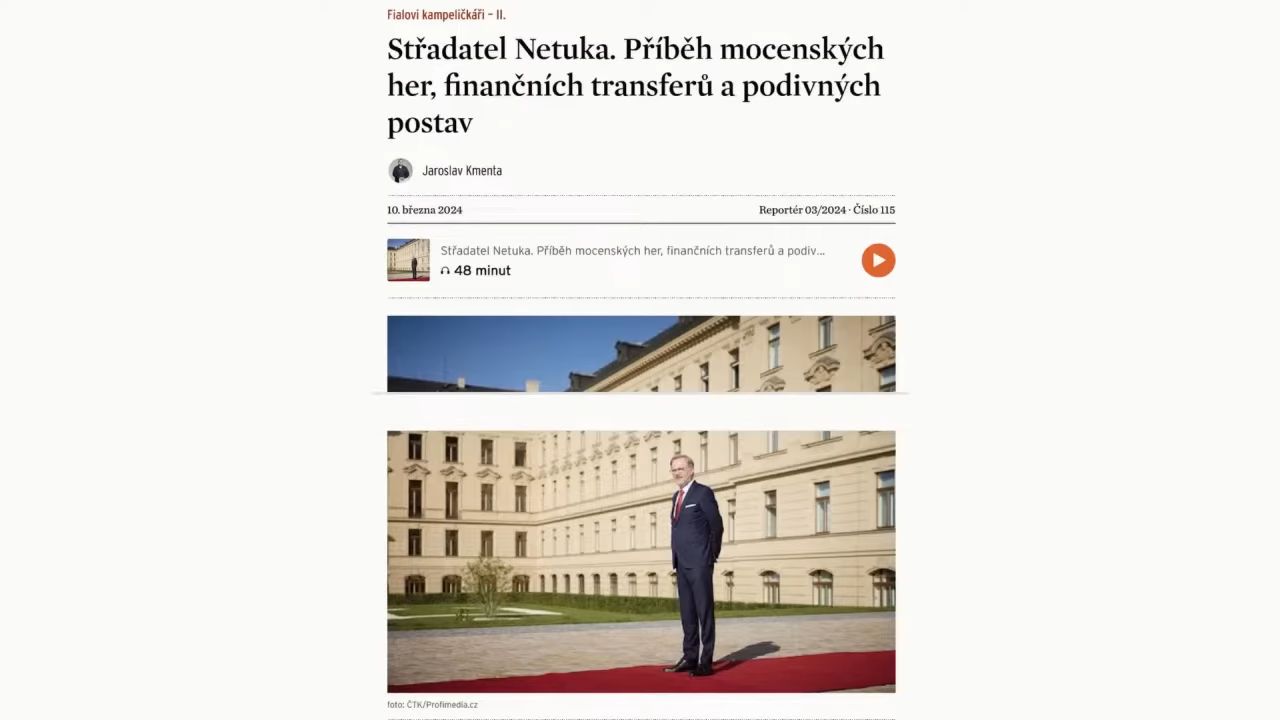 Fialovi kampeličkáři – II.
Střadatel Netuka. Příběh mocenských
her, finančních transferů a podivných
postav
Jaroslav Kmenta
10. března 2024
Reportér 03/2024 · Číslo 115
Střadatel Netuka. Příběh mocenských her, finančních transferů a podiv...
48 minut
foto: ČTK/Profimedia.cz